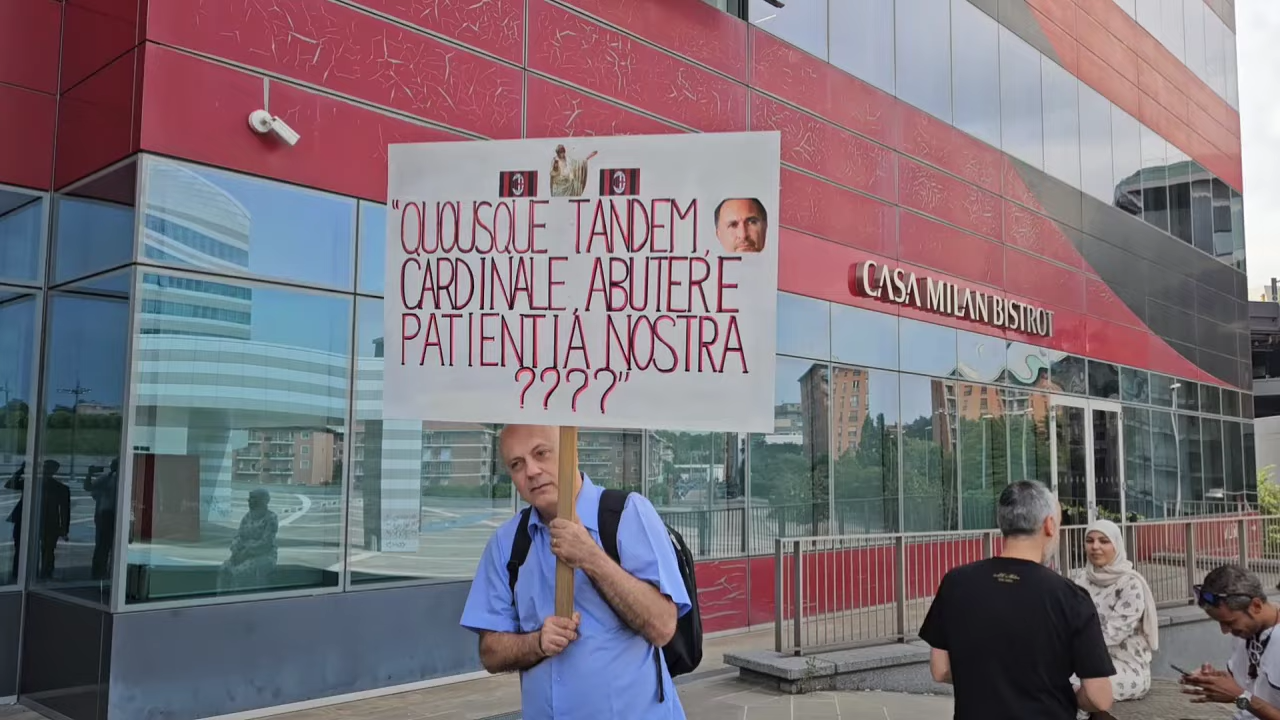 "QUOUSQUE TANDEM,
CARDINALE, ABUTERE
PATIENTIA NOSTRA
????"
CASA MILAN BISTROT